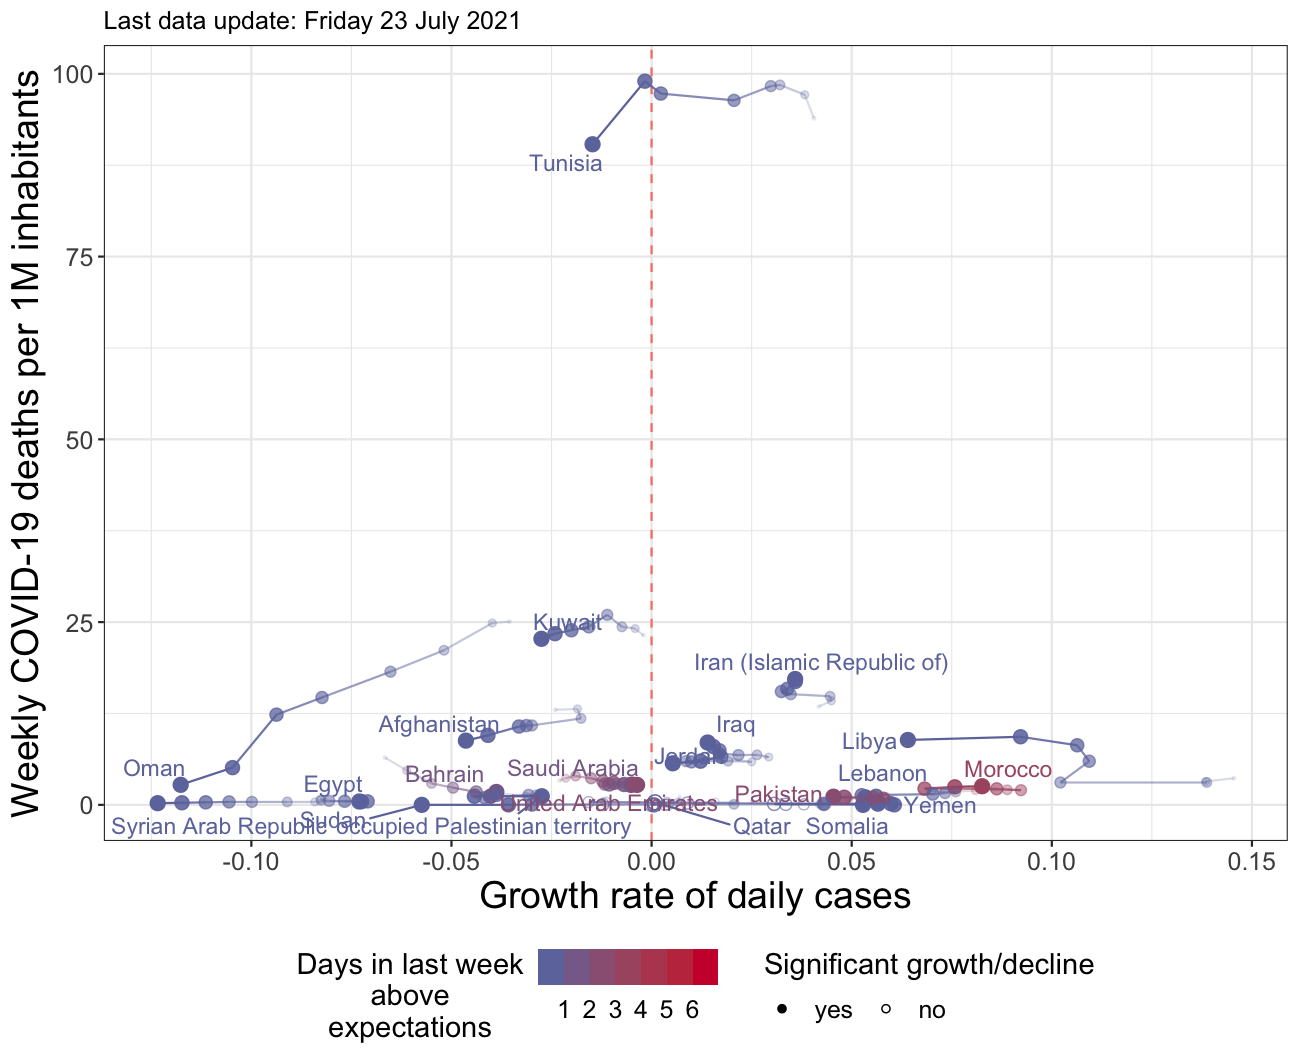 Last data update: Friday 23 July 2021
Weekly COVID-19 deaths per 1M inhabitants
100
75
50
25
0
Tunisia
Kuwait
Iran (Islamic Republic of)
Afghanistan
Iraq
Libya
Jordan
Oman
Bahrain
Saudi Arabia
Lebanon
Morocco
Egypt
Pakistan
United Arab Emirates
Yemen
Sudan
Syrian Arab Republic
occupied Palestinian territory
Qatar
Somalia
-0.10
-0.05
0.00
0.05
0.10
0.15
Growth rate of daily cases
Days in last week
above
expectations
1 2 3 4 5 6
Significant growth/decline
yes
no